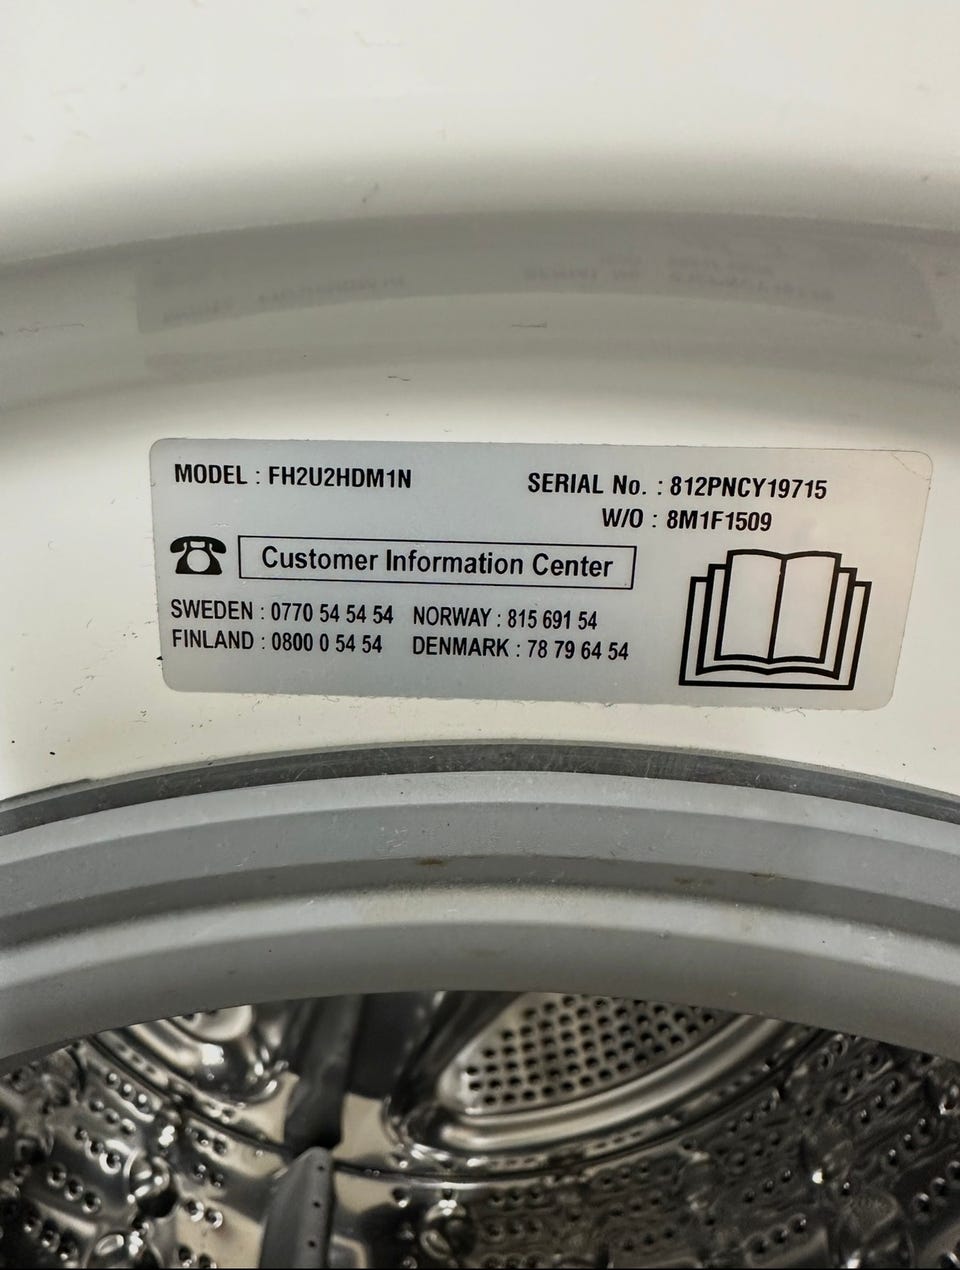 MODEL : FH2U2HDM1N
SERIAL No. : 812PNCY19715
W/O : 8M1F1509
Customer Information Center
SWEDEN : 0770 54 54 54 NORWAY : 815 691 54
FINLAND : 0800 0 54 54 DENMARK : 78 79 64 54